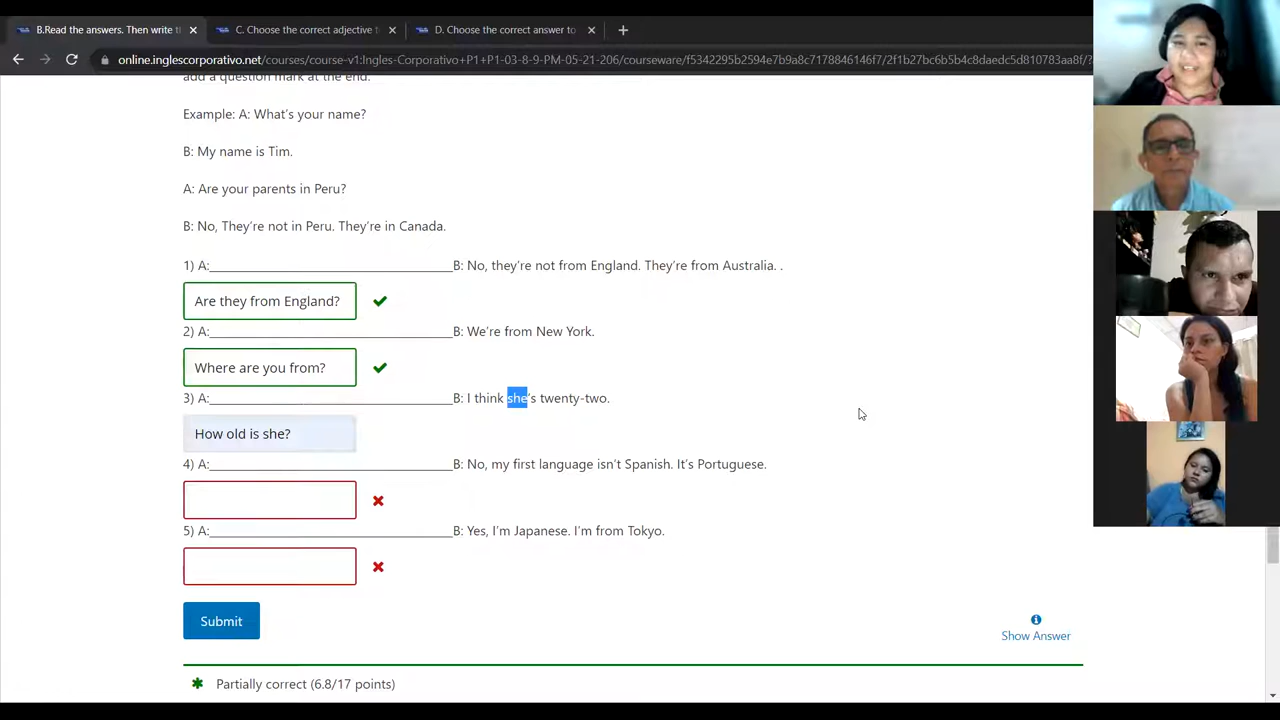 B.Read the answers. Then write t
C. Choose the correct adjective t
D. Choose the correct answer to
online.inglescorporativo.net/courses/course-v1:Ingles-Corporativo+P1+P1-03-8-9-PM-05-21-206/courseware/f5342295b2594e7b9a8c7178846146f7/2f1b27bc6b5b4c8daedc5d810783aa8f/?
add a question mark at the end.
Example: A: What's your name?
B: My name is Tim.
A: Are your parents in Peru?
B: No, They're not in Peru. They're in Canada.
1) A:____________________________B: No, they're not from England. They're from Australia. .
Are they from England?
2) A:____________________________B: We're from New York.
Where are you from?
3) A:____________________________B: I think she's twenty-two.
How old is she?
4) A:____________________________B: No, my first language isn't Spanish. It's Portuguese.
5) A:____________________________B: Yes, I'm Japanese. I'm from Tokyo.
Submit
Show Answer
Partially correct (6.8/17 points)